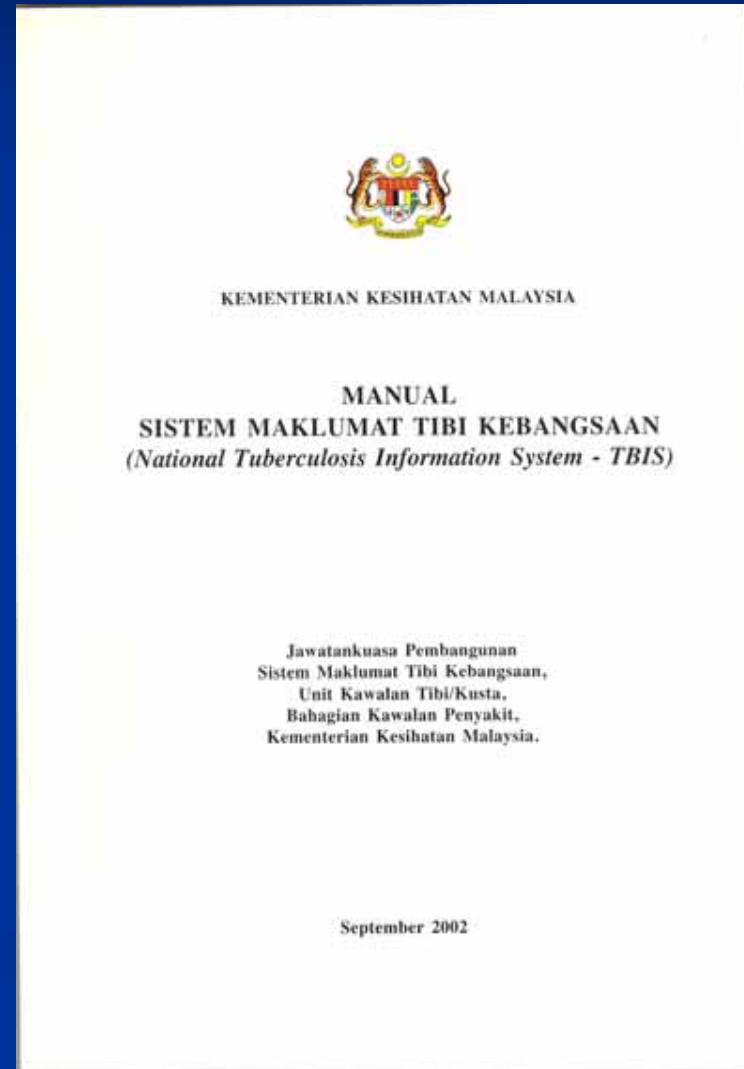 KEMENTERIAN KESIHATAN MALAYSIA
MANUAL
SISTEM MAKLUMAT TIBI KEBANGSAAN
(National Tuberculosis Information System - TBIS)
Jawatankuasa Pembangunan
Sistem Maklumat Tibi Kebangsaan,
Unit Kawalan Tibi/Kusta,
Bahagian Kawalan Penyakit,
Kementerian Kesihatan Malaysia.
September 2002